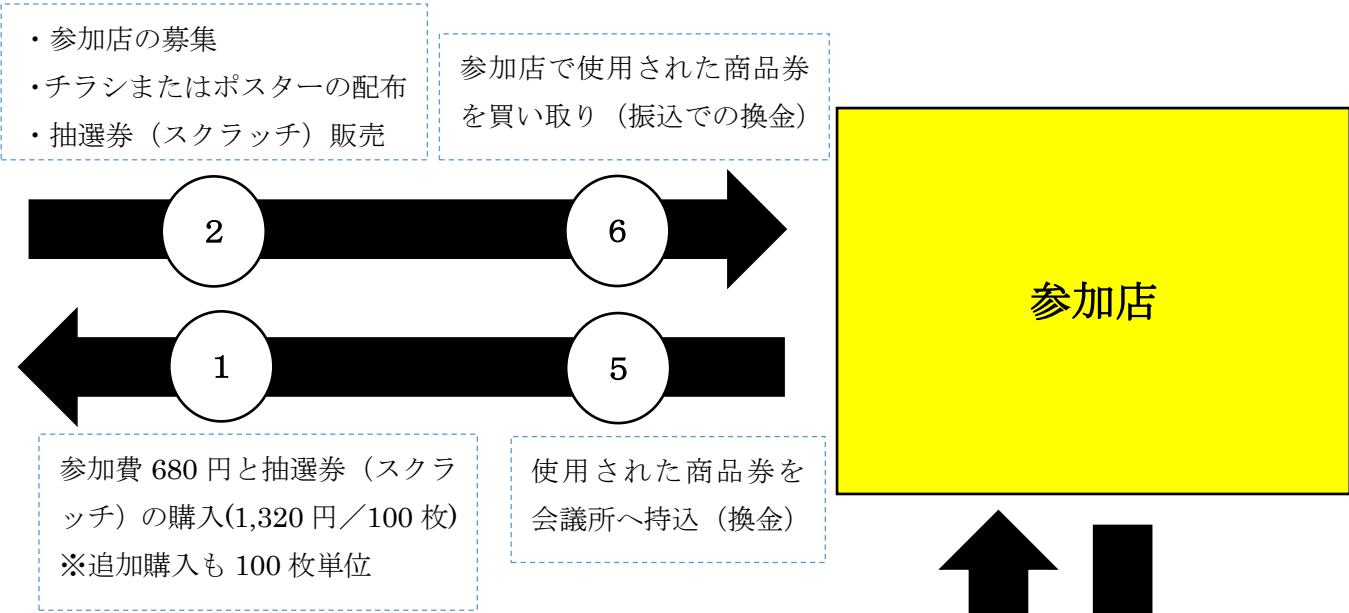 ・参加店の募集
・チラシまたはポスターの配布
・抽選券（スクラッチ）販売
参加店で使用された商品券
を買い取り（振込での換金）
2
6
参加店
1
5
参加費 680 円と抽選券（スクラ
ッチ）の購入(1,320 円／100 枚)
※追加購入も 100 枚単位
使用された商品券を
会議所へ持込（換金）